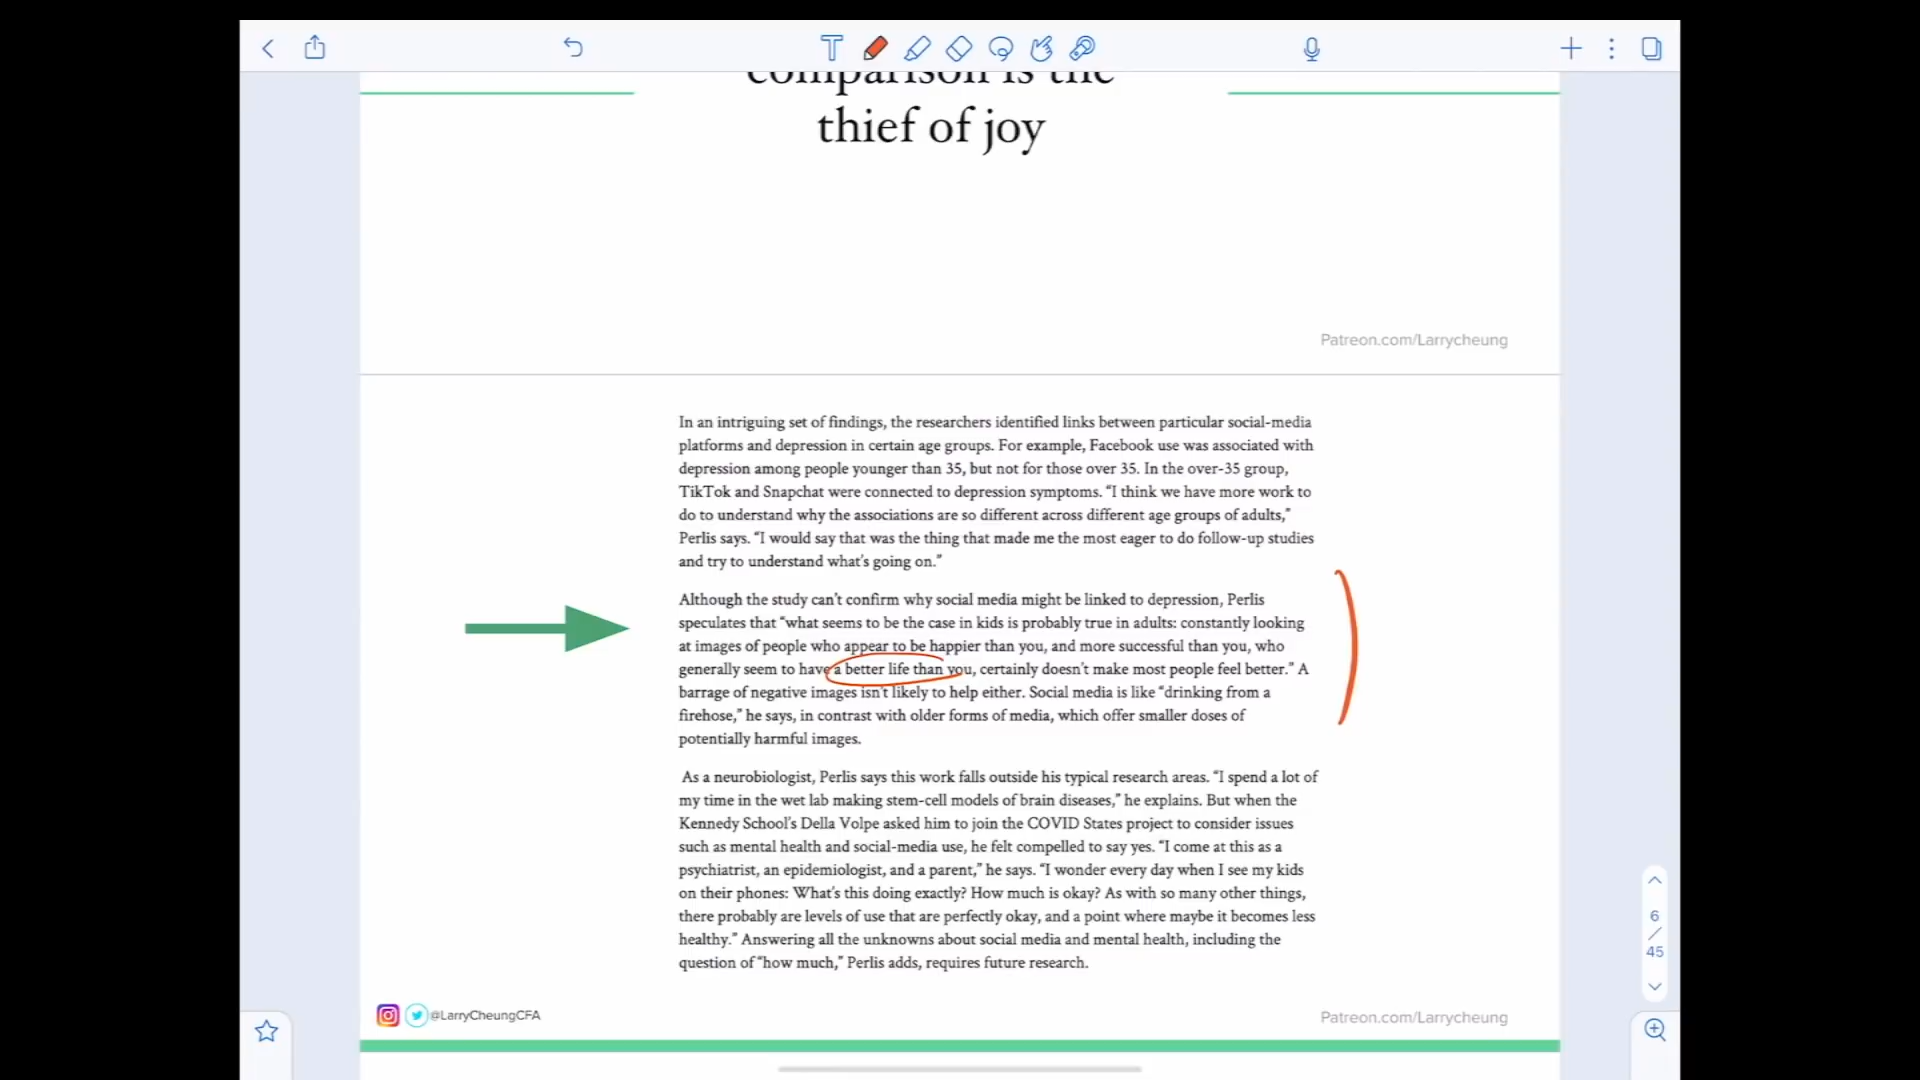 comparison is the
thief of joy
Patreon.com/Larrycheung
In an intriguing set of findings, the researchers identified links between particular social-media
platforms and depression in certain age groups. For example, Facebook use was associated with
depression among people younger than 35, but not for those over 35. In the over-35 group,
TikTok and Snapchat were connected to depression symptoms. “I think we have more work to
do to understand why the associations are so different across different age groups of adults,”
Perlis says. “I would say that was the thing that made me the most eager to do follow-up studies
and try to understand what’s going on.”
Although the study can’t confirm why social media might be linked to depression, Perlis
speculates that “what seems to be the case in kids is probably true in adults: constantly looking
at images of people who appear to be happier than you, and more successful than you, who
generally seem to have a better life than you, certainly doesn’t make most people feel better.” A
barrage of negative images isn’t likely to help either. Social media is like “drinking from a
firehose,” he says, in contrast with older forms of media, which offer smaller doses of
potentially harmful images.
As a neurobiologist, Perlis says this work falls outside his typical research areas. “I spend a lot of
my time in the wet lab making stem-cell models of brain diseases,” he explains. But when the
Kennedy School’s Della Volpe asked him to join the COVID States project to consider issues
such as mental health and social-media use, he felt compelled to say yes. “I come at this as a
psychiatrist, an epidemiologist, and a parent,” he says. “I wonder every day when I see my kids
on their phones: What’s this doing exactly? How much is okay? As with so many other things,
there probably are levels of use that are perfectly okay, and a point where maybe it becomes less
healthy.” Answering all the unknowns about social media and mental health, including the
question of “how much,” Perlis adds, requires future research.
6
/
45
@LarryCheungCFA
Patreon.com/Larrycheung